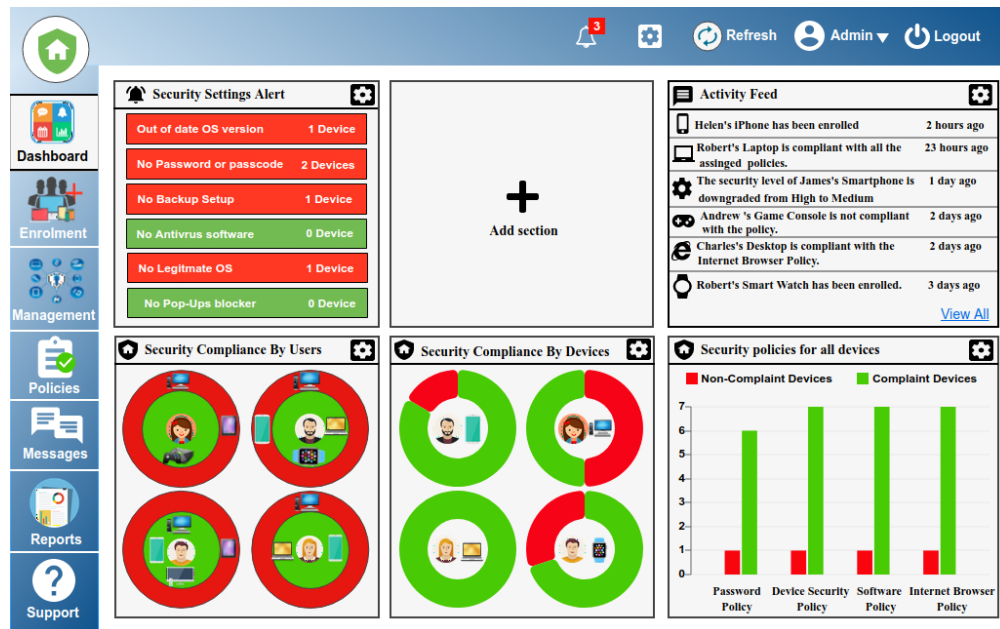 3
Refresh
Admin
Logout
Dashboard
Enrolment
Management
Policies
Messages
Reports
?
Support
Security Settings Alert
Out of date OS version 1 Device
No Password or passcode 2 Devices
No Backup Setup 1 Device
No Antivrus software 0 Device
No Legitmate OS 1 Device
No Pop-Ups blocker 0 Device
Add section
Activity Feed
Helen's iPhone has been enrolled 2 hours ago
Robert's Laptop is compliant with all the 23 hours ago
assinged policies.
The security level of James's Smartphone is 1 day ago
downgraded from High to Medium
Andrew 's Game Console is not compliant 2 days ago
with the policy.
Charles's Desktop is compliant with the 2 days ago
Internet Browser Policy.
Robert's Smart Watch has been enrolled. 3 days ago
View All
Security Compliance By Users
Security Compliance By Devices
Security policies for all devices
Non-Complaint Devices Complaint Devices
7
6
5
4
3
2
1
0
Password Device Security Software Internet Browser
Policy Policy Policy Policy